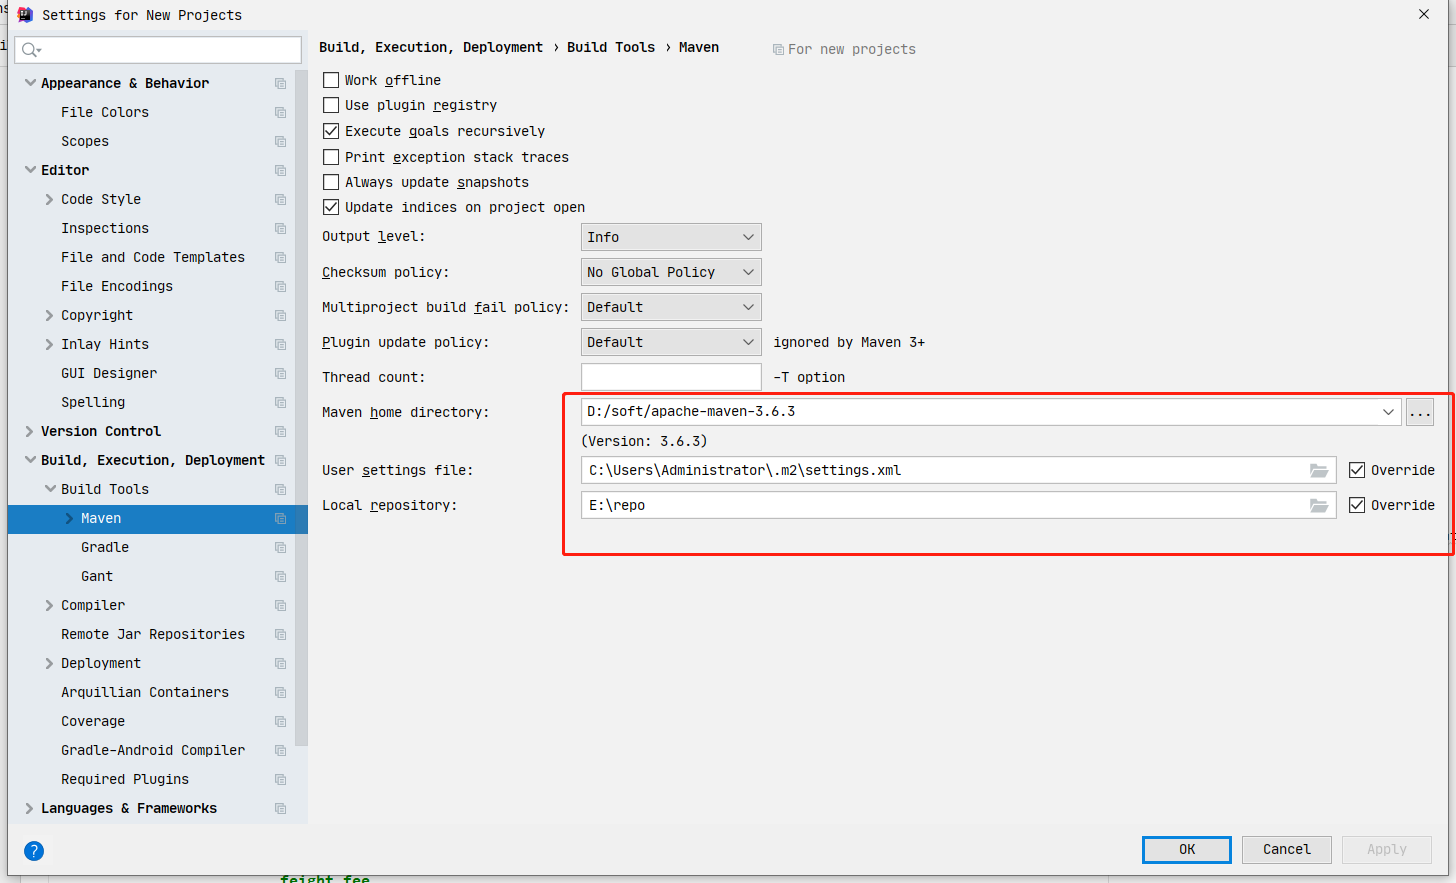 Settings for New Projects
Build, Execution, Deployment › Build Tools › Maven
For new projects
Appearance & Behavior
File Colors
Scopes
Editor
Code Style
Inspections
File and Code Templates
File Encodings
Copyright
Inlay Hints
GUI Designer
Spelling
Version Control
Build, Execution, Deployment
Build Tools
Maven
Gradle
Gant
Compiler
Remote Jar Repositories
Deployment
Arquillian Containers
Coverage
Gradle-Android Compiler
Required Plugins
Languages & Frameworks
Work offline
Use plugin registry
Execute goals recursively
Print exception stack traces
Always update snapshots
Update indices on project open
Output level: Info
Checksum policy: No Global Policy
Multiproject build fail policy: Default
Plugin update policy: Default ignored by Maven 3+
Thread count: -T option
Maven home directory: D:/soft/apache-maven-3.6.3 ...
(Version: 3.6.3)
User settings file: C:\Users\Administrator\.m2\settings.xml Override
Local repository: E:\repo Override
? OK Cancel Apply
feight fee